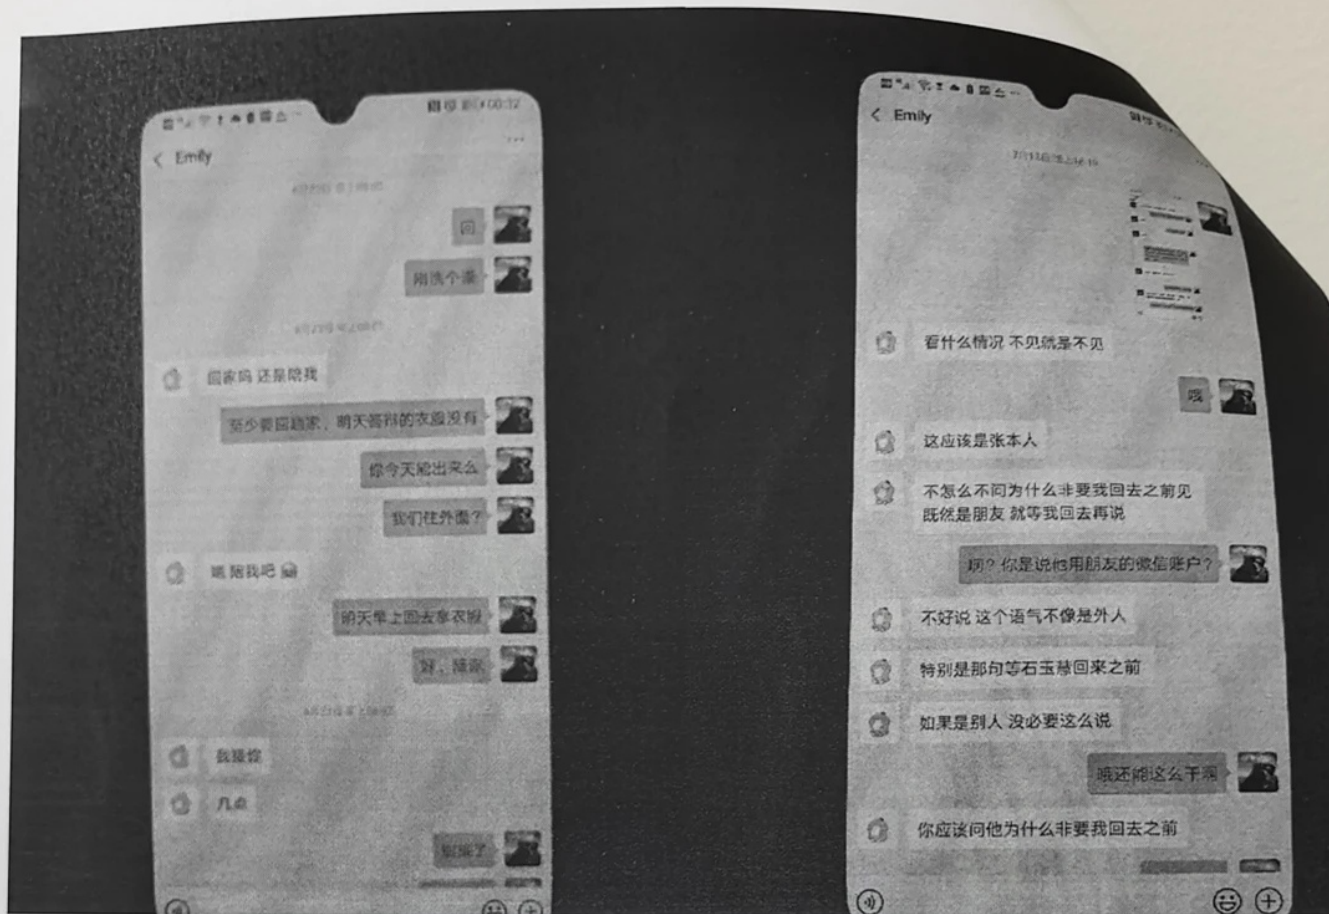 Emily
回
刚洗个澡
回家吗 还是陪我
至少要回趟家，明天答辩的衣服没有
你今天能出来么
我们住外面？
嗯 陪我吧
明天早上回去拿衣服
好，陪你
几点
Emily
看什么情况 不见就是不见
哦
这应该是张本人
不怎么不问为什么非要我回去之前见
既然是朋友 就等我回去再说
啊？你是说他用朋友的微信账户？
不好说 这个语气不像是外人
特别是那句等石玉慧回来之前
如果是别人 没必要这么说
哦还能这么干啊
你应该问他为什么非要我回去之前